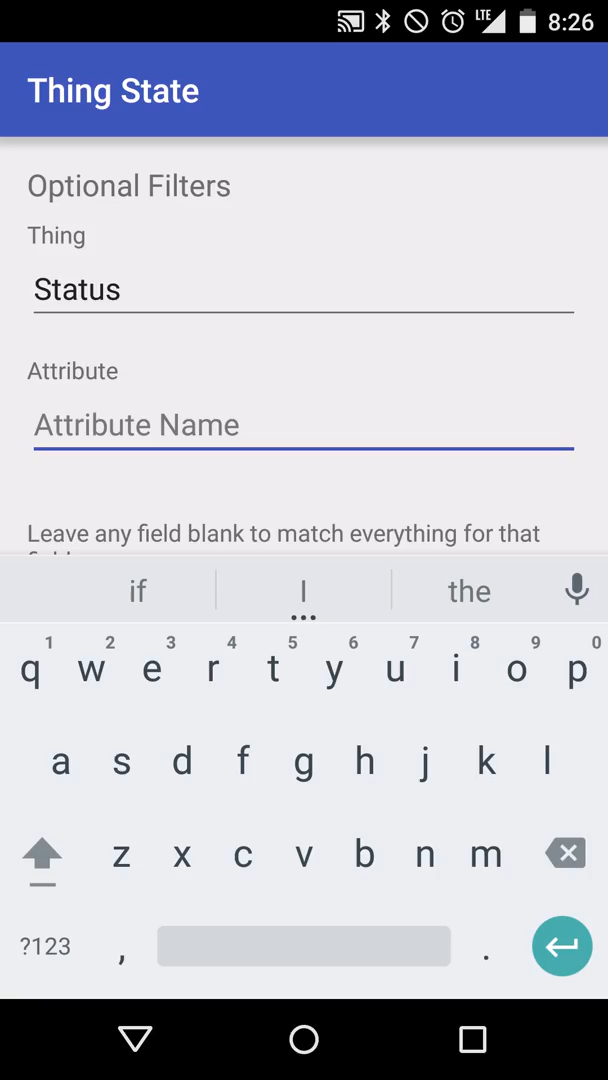 LTE 8:26
Thing State
Optional Filters
Thing
Status
Attribute
Attribute Name
Leave any field blank to match everything for that
if I the
1 2 3 4 5 6 7 8 9 0
q w e r t y u i o p
a s d f g h j k l
z x c v b n m
?123 , .